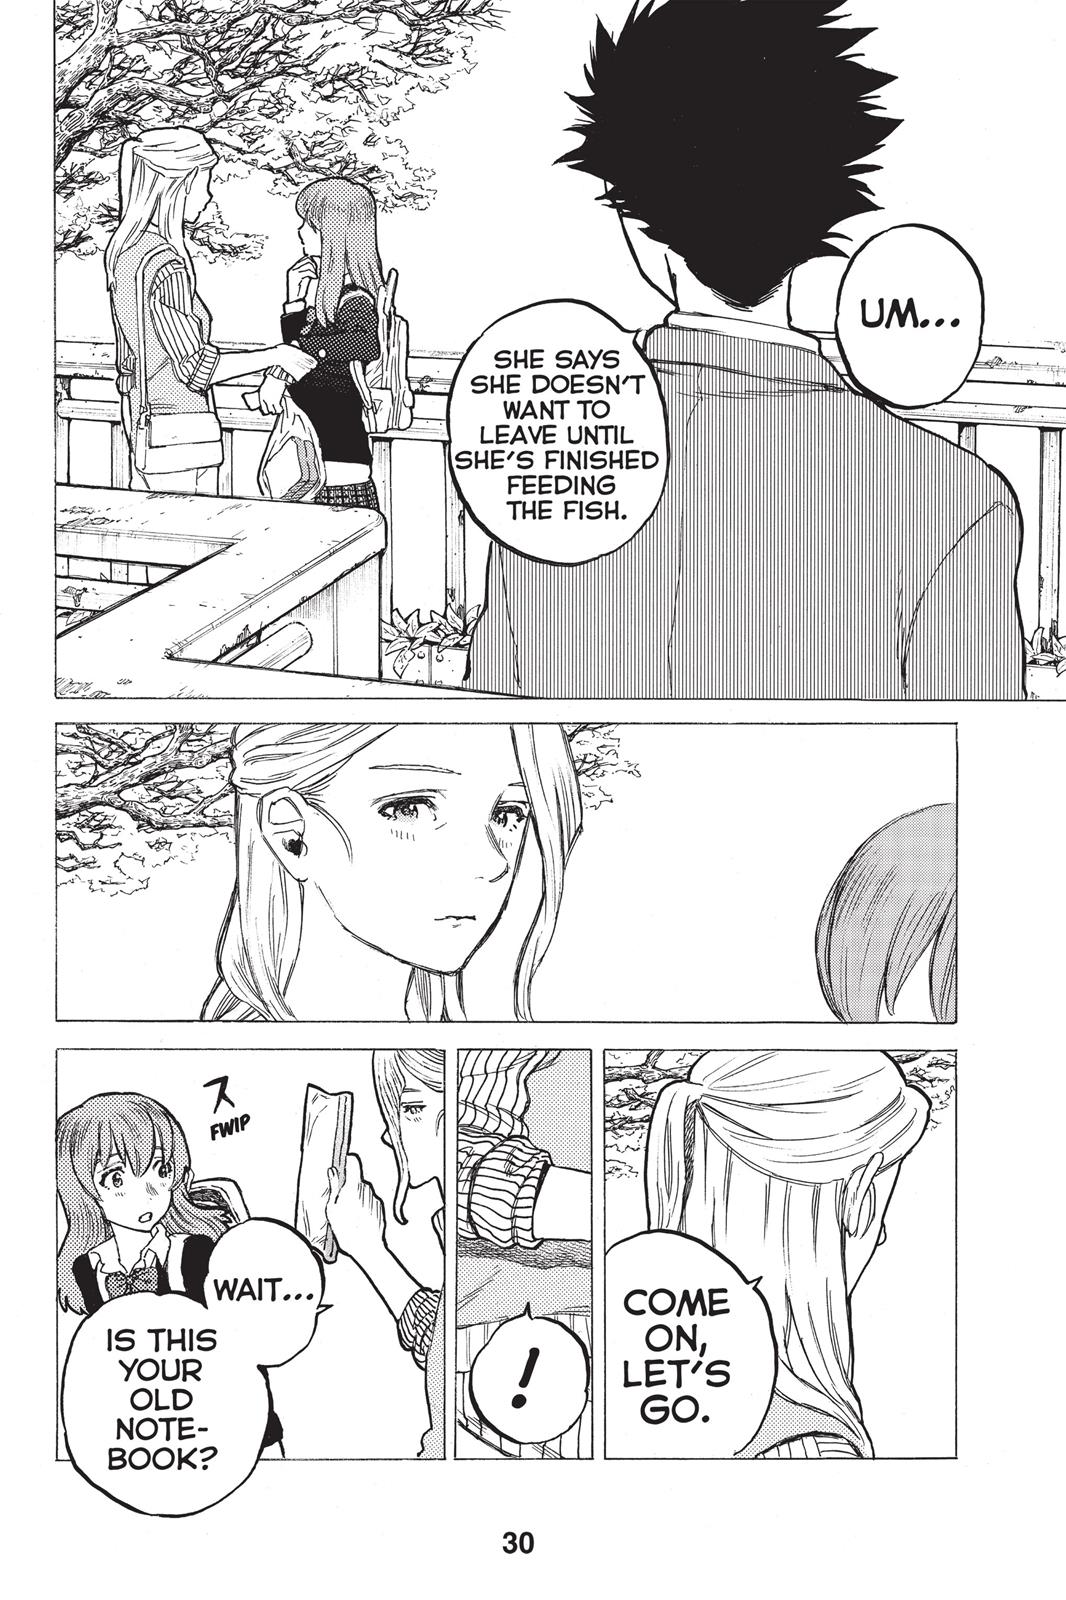 UM...
SHE SAYS
SHE DOESN'T
WANT TO
LEAVE UNTIL
SHE'S FINISHED
FEEDING
THE FISH.
COME
ON,
LET'S
GO.
!
ス
FWIP
WAIT...
IS THIS
YOUR
OLD
NOTE-
BOOK?
30